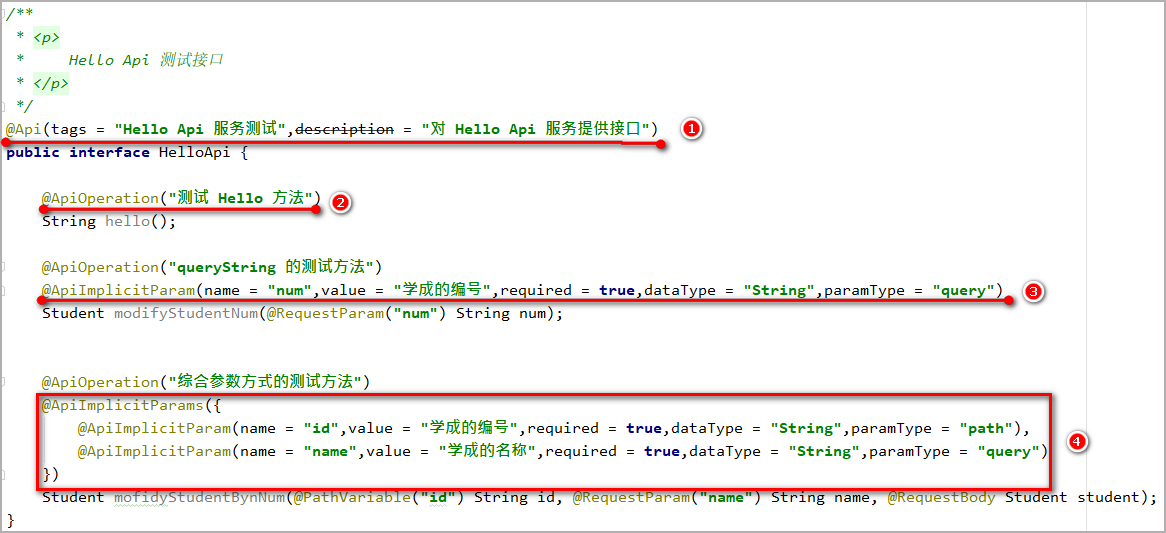 /**
* <p>
* Hello Api 测试接口
* </p>
*/
@Api(tags = "Hello Api 服务测试",description = "对 Hello Api 服务提供接口") 1
public interface HelloApi {
@ApiOperation("测试 Hello 方法") 2
String hello();
@ApiOperation("queryString 的测试方法")
@ApiImplicitParam(name = "num",value = "学成的编号",required = true,dataType = "String",paramType = "query") 3
Student modifyStudentNum(@RequestParam("num") String num);
@ApiOperation("综合参数方式的测试方法")
@ApiImplicitParams({
@ApiImplicitParam(name = "id",value = "学成的编号",required = true,dataType = "String",paramType = "path"),
@ApiImplicitParam(name = "name",value = "学成的名称",required = true,dataType = "String",paramType = "query") 4
})
Student mofidyStudentBynNum(@PathVariable("id") String id, @RequestParam("name") String name, @RequestBody Student student);
}